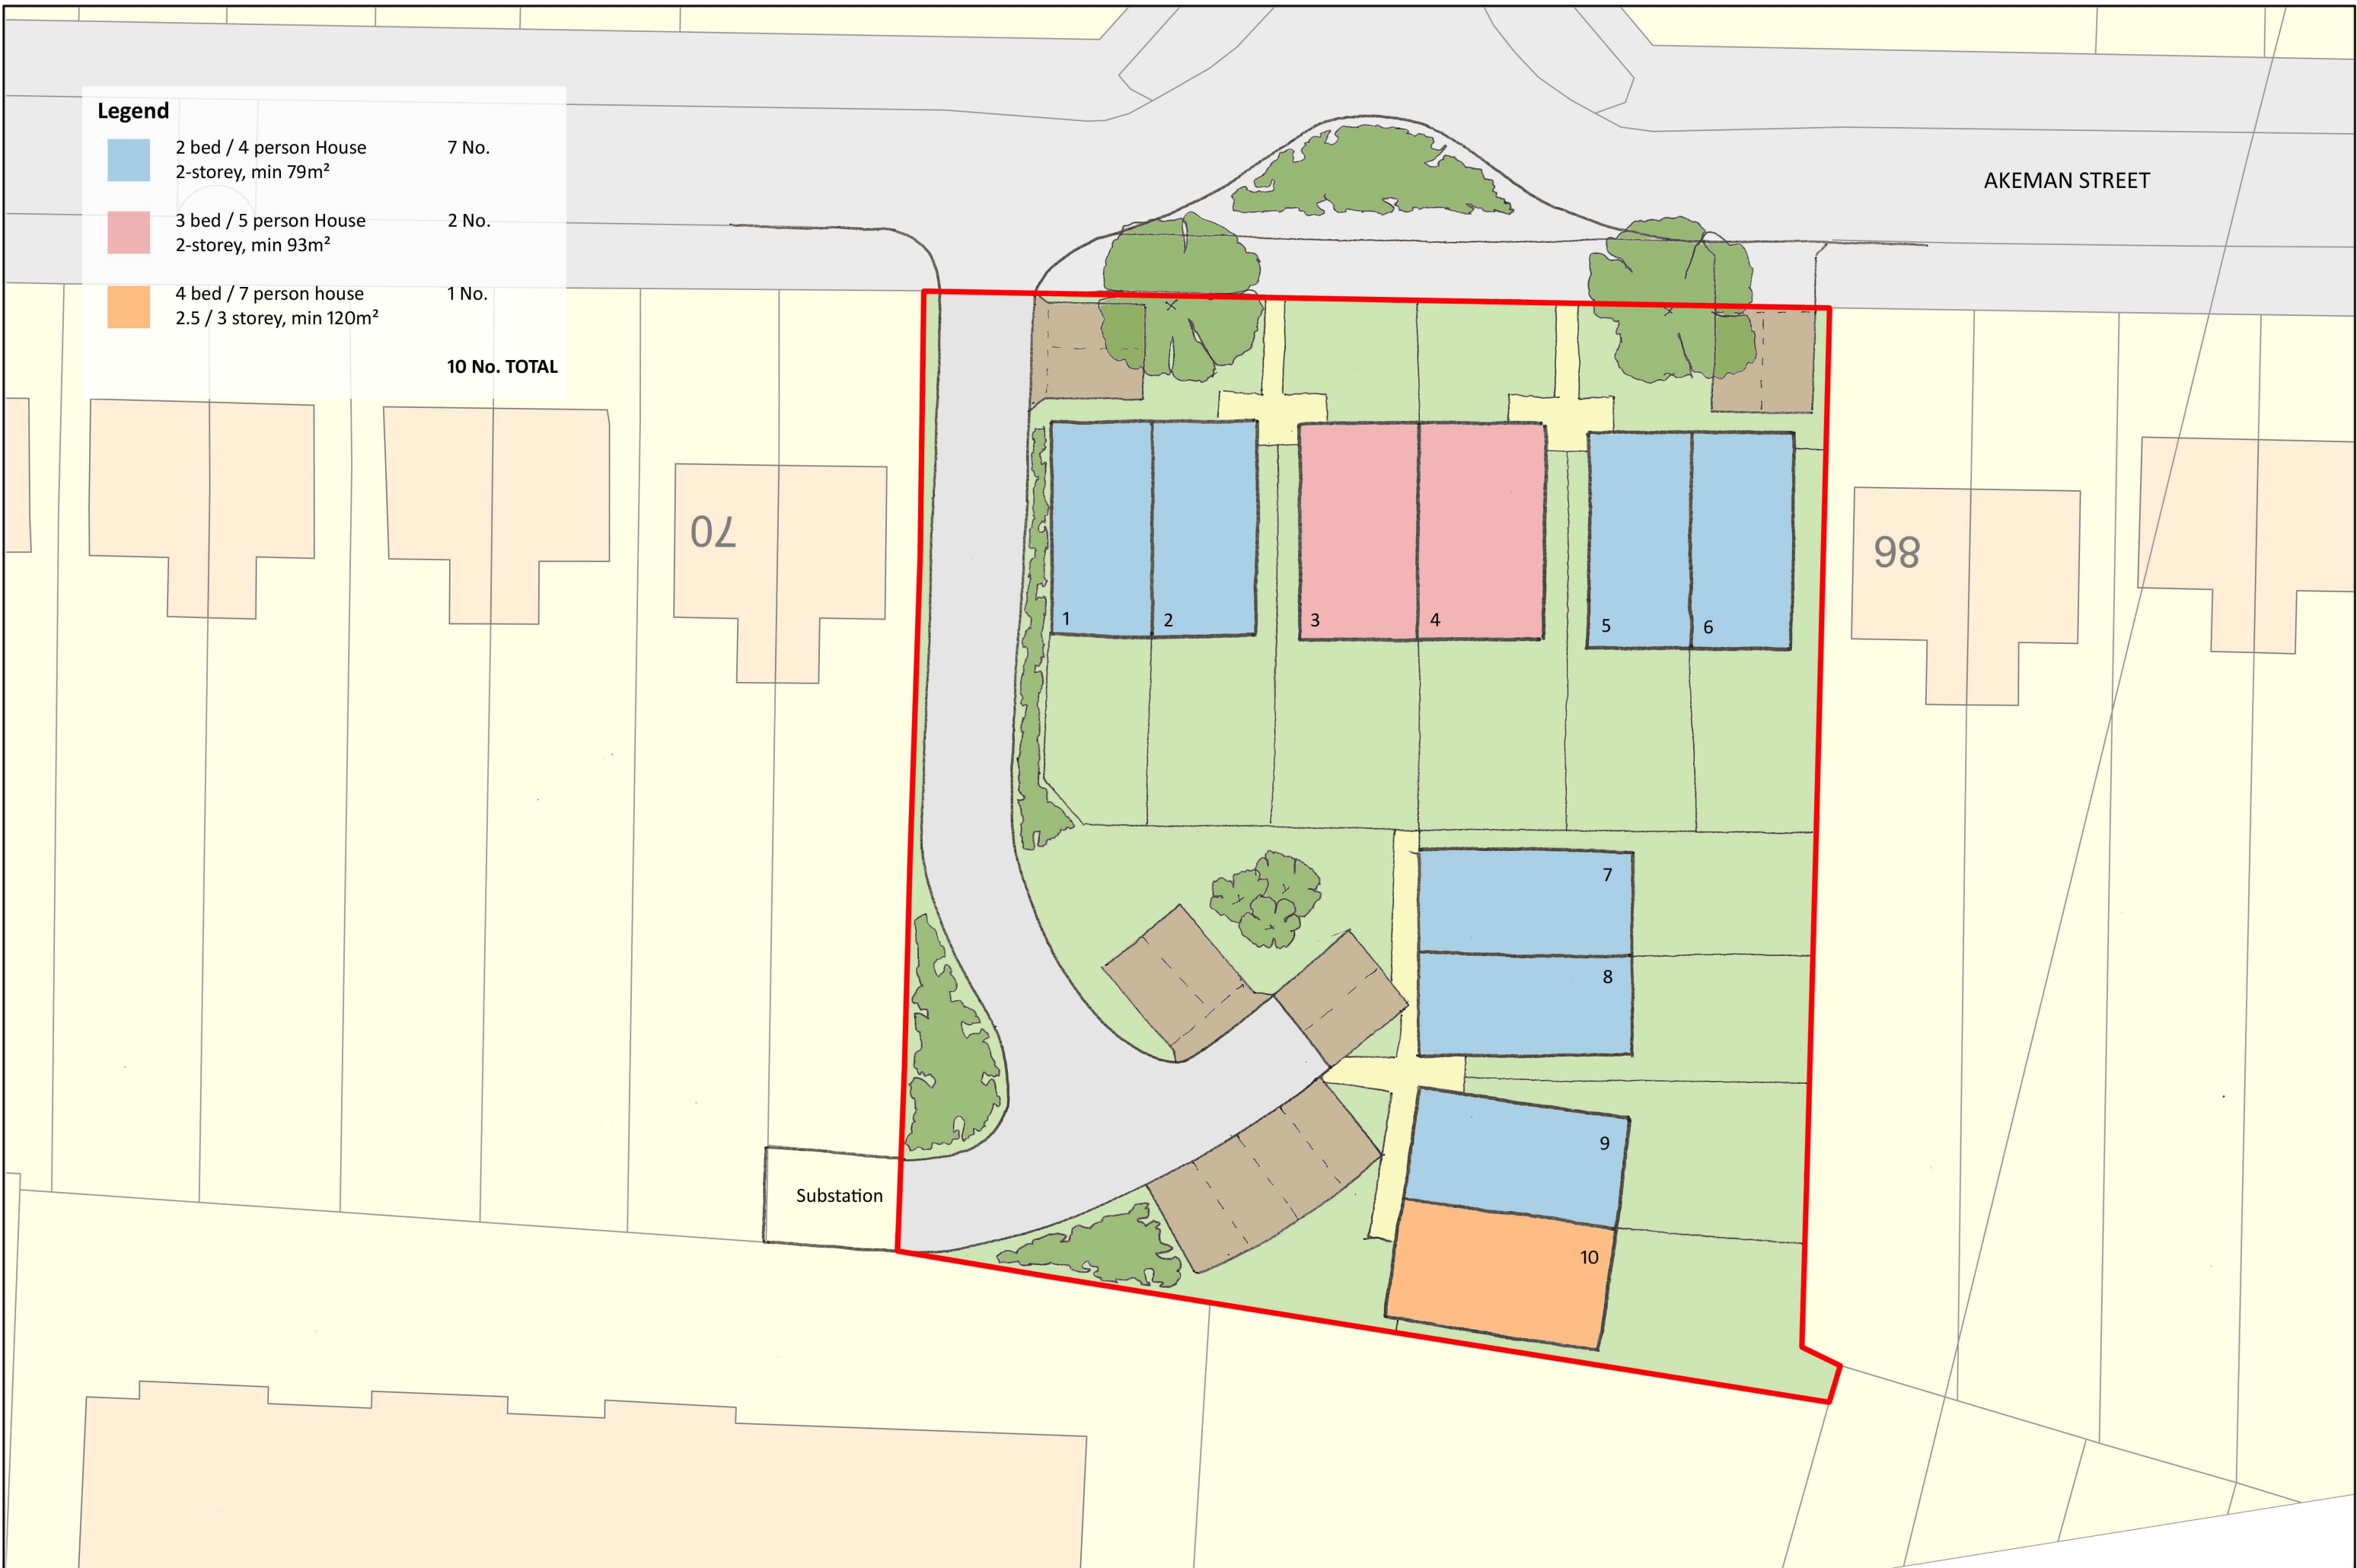 Legend
2 bed / 4 person House 7 No.
2-storey, min 79m²
3 bed / 5 person House 2 No.
2-storey, min 93m²
4 bed / 7 person house 1 No.
2.5 / 3 storey, min 120m²
10 No. TOTAL
AKEMAN STREET
70
98
1
2
3
4
5
6
7
8
9
10
Substation